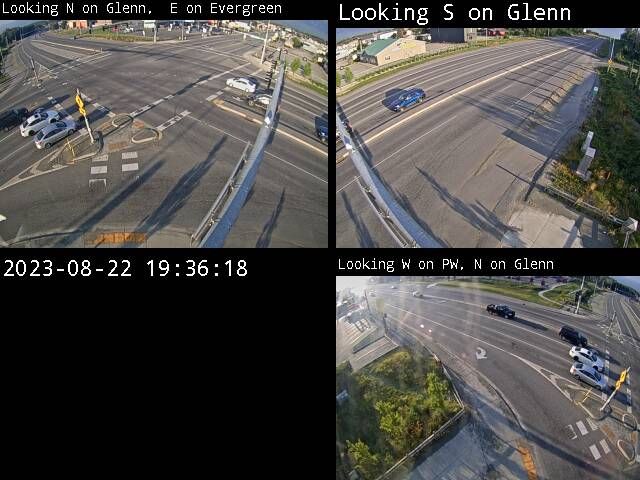 Looking N on Glenn, E on Evergreen
Looking S on Glenn
2023-08-22 19:36:18
Looking W on PW, N on Glenn